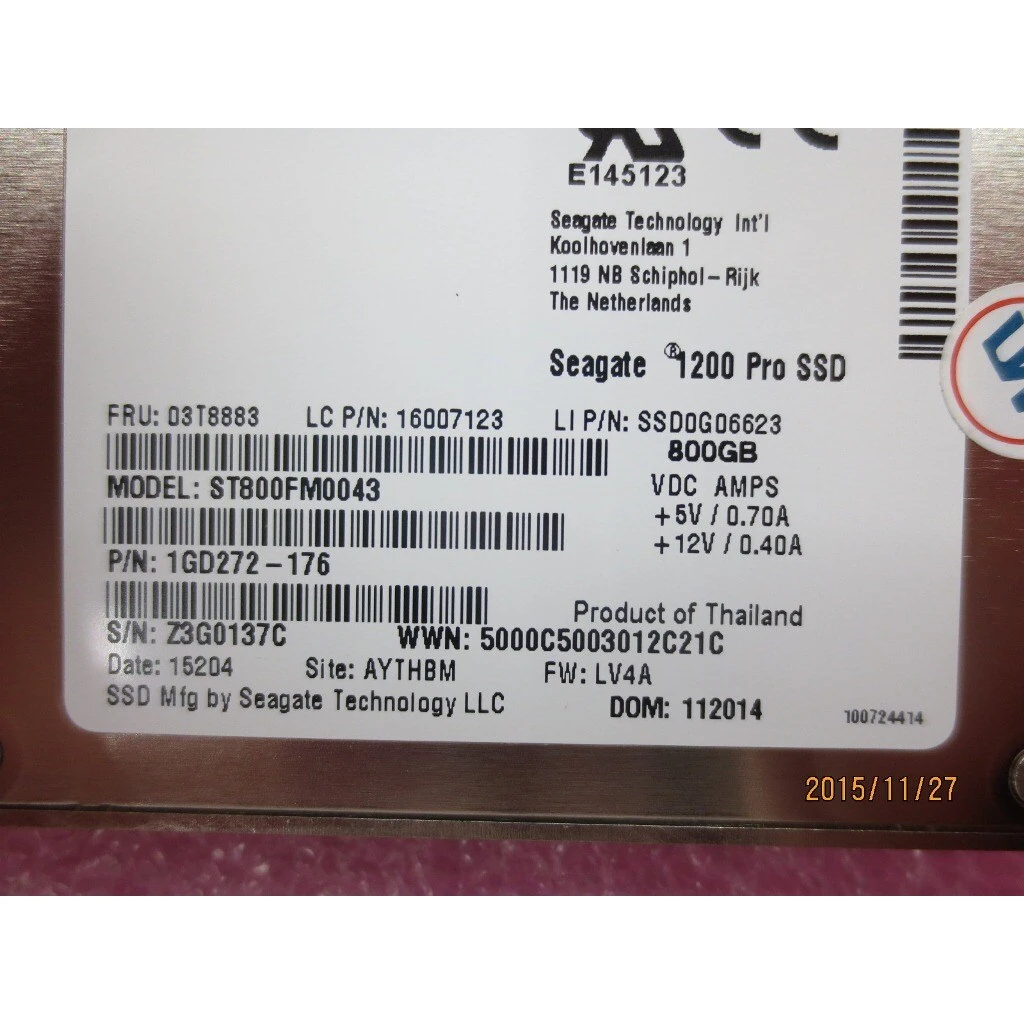 E145123
Seagate Technology Int'l
Koolhovenlaan 1
1119 NB Schiphol-Rijk
The Netherlands
Seagate ®1200 Pro SSD
FRU: 03T8883 LC P/N: 16007123 LI P/N: SSD0G06623
800GB
MODEL: ST800FM0043
VDC AMPS
+5V / 0.70A
+12V / 0.40A
P/N: 1GD272-176
Product of Thailand
S/N: Z3G0137C WWN: 5000C5003012C21C
Date: 15204 Site: AYTHBM FW: LV4A
SSD Mfg by Seagate Technology LLC
DOM: 112014
100724414
2015/11/27